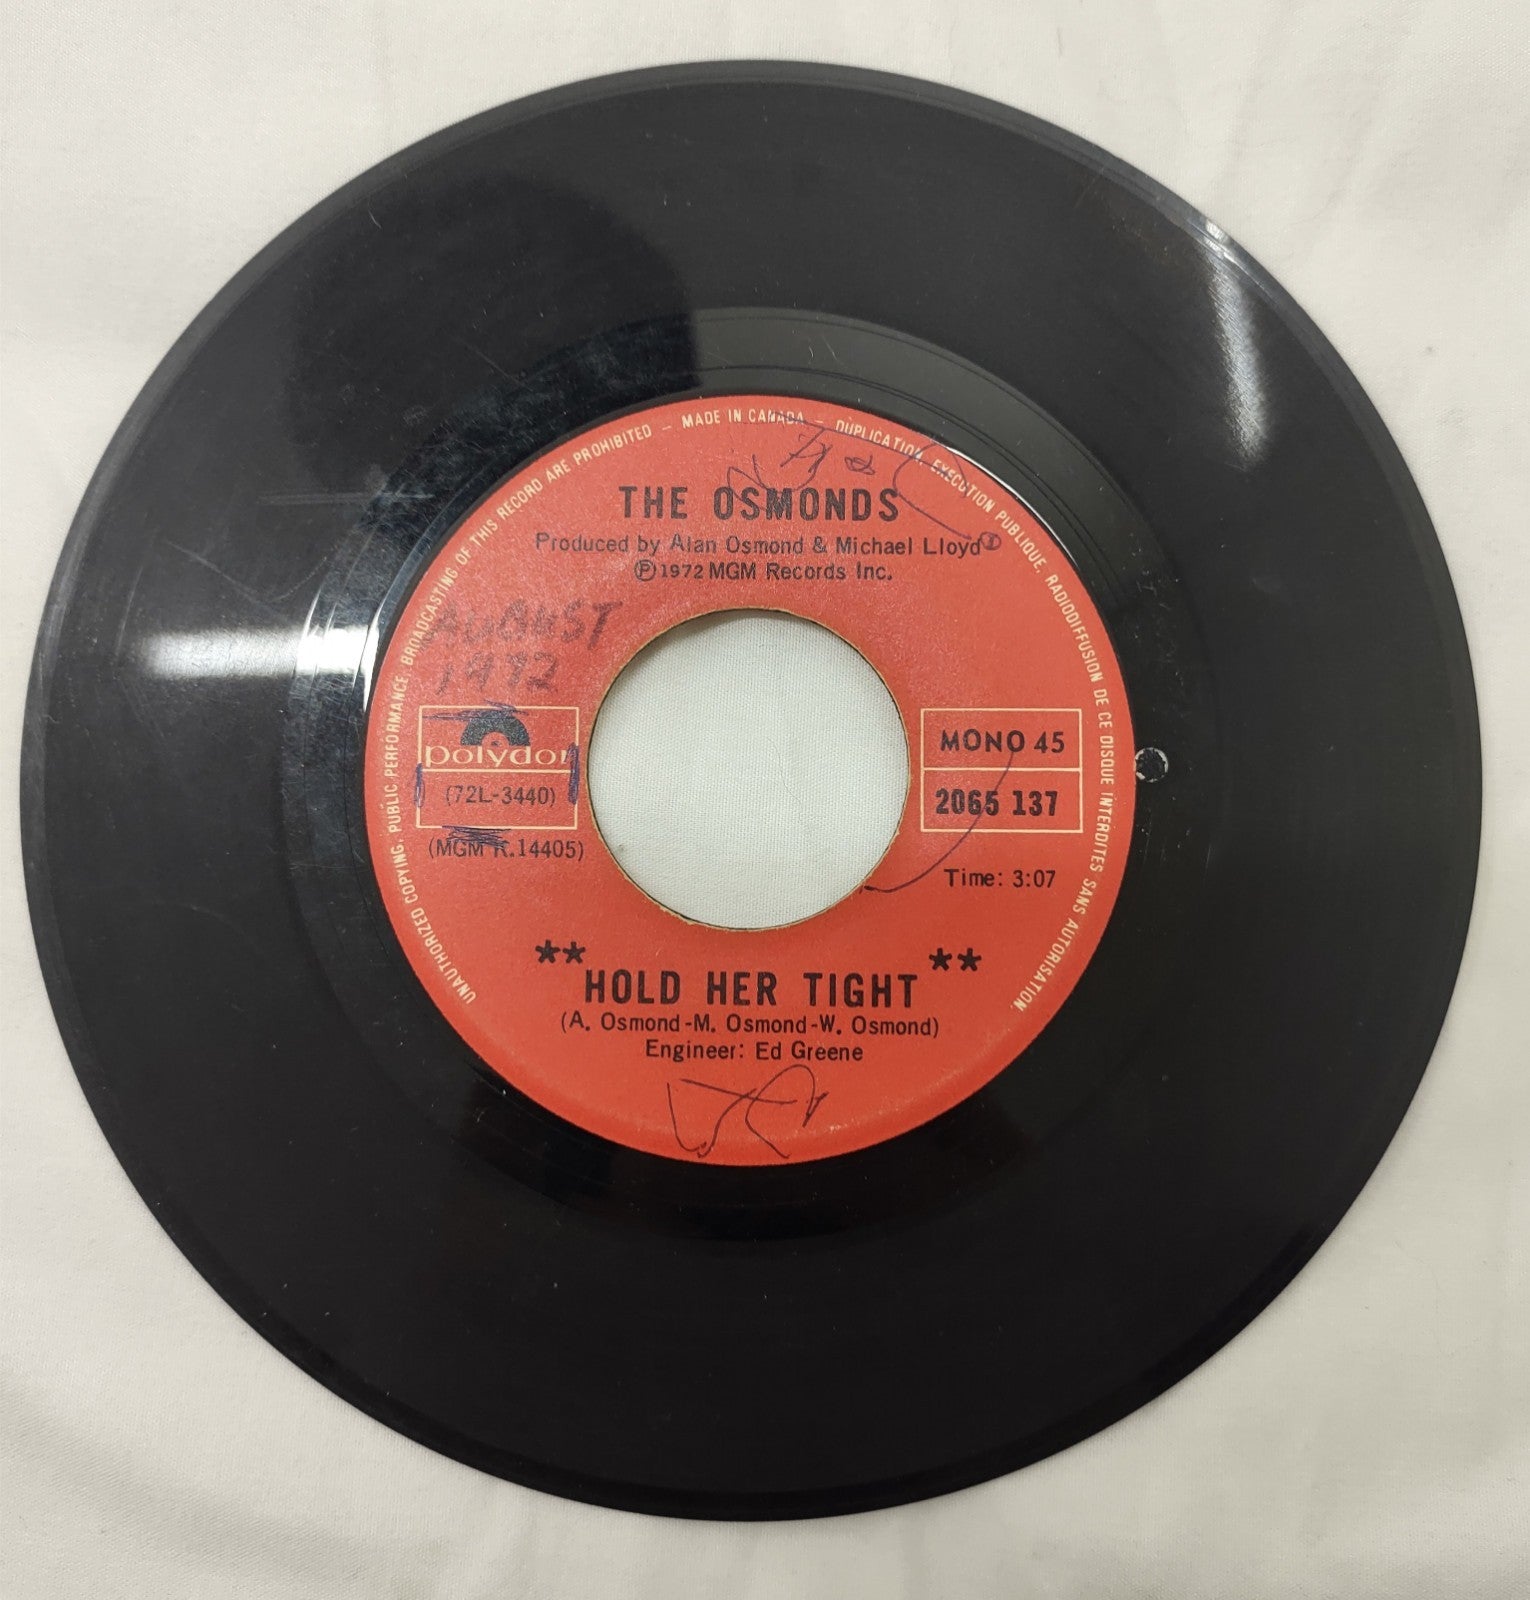 UNAUTHORIZED COPYING, PUBLIC PERFORMANCE, BROADCASTING OF THIS RECORD ARE PROHIBITED – MADE IN CANADA – DUPLICATION, EXECUTION PUBLIQUE, RADIODIFFUSION DE CE DISQUE INTERDITES SANS AUTORISATION
THE OSMONDS
Produced by Alan Osmond & Michael Lloyd
Ⓟ1972 MGM Records Inc.
AUGUST
1972
polydor
(72L-3440)
(MGM K.14405)
MONO 45
2065 137
Time: 3:07
** HOLD HER TIGHT **
(A. Osmond-M. Osmond-W. Osmond)
Engineer: Ed Greene